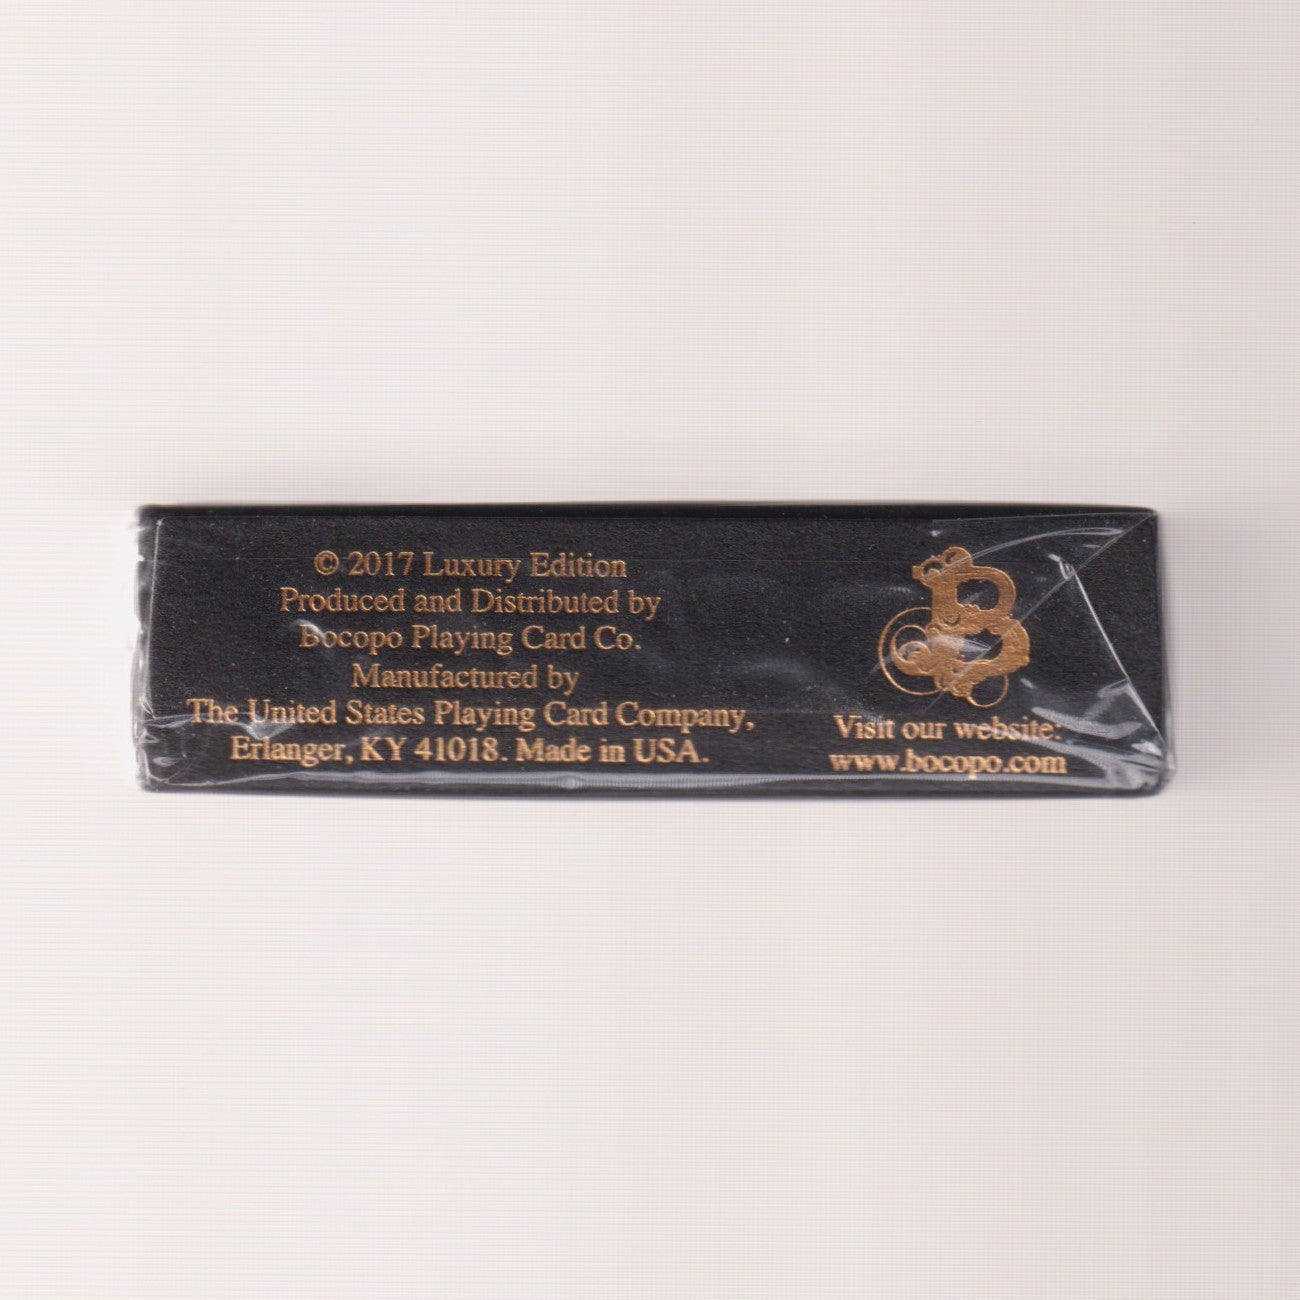 © 2017 Luxury Edition
Produced and Distributed by
Bocopo Playing Card Co.
Manufactured by
The United States Playing Card Company,
Erlanger, KY 41018. Made in USA.
B
Visit our website:
www.bocopo.com